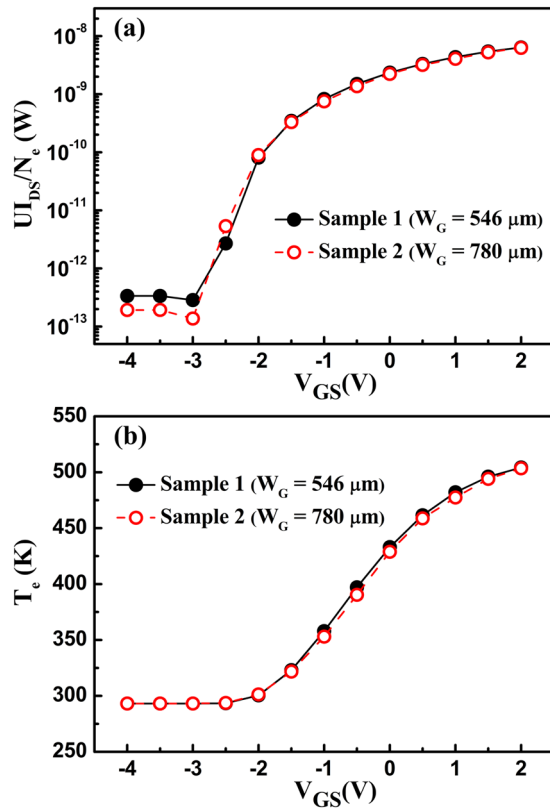 (a)
UI_DS/N_e (W)
10^-8
10^-9
10^-10
10^-11
10^-12
10^-13
Sample 1 (W_G = 546 μm)
Sample 2 (W_G = 780 μm)
-4 -3 -2 -1 0 1 2
V_GS(V)
(b)
T_e (K)
550
500
450
400
350
300
250
Sample 1 (W_G = 546 μm)
Sample 2 (W_G = 780 μm)
-4 -3 -2 -1 0 1 2
V_GS(V)